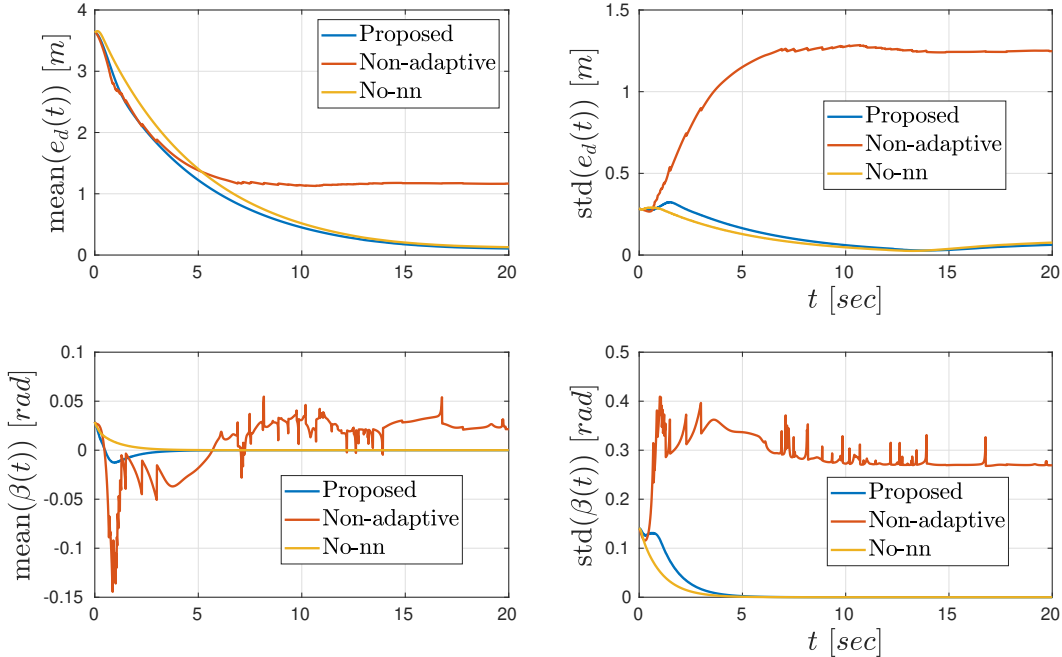 mean(e_d(t)) [m]
4
3
2
1
0
0 5 10 15 20
Proposed
Non-adaptive
No-nn
std(e_d(t)) [m]
1.5
1
0.5
0
0 5 10 15 20
t [sec]
Proposed
Non-adaptive
No-nn
mean(β(t)) [rad]
0.1
0.05
0
-0.05
-0.1
-0.15
0 5 10 15 20
Proposed
Non-adaptive
No-nn
std(β(t)) [rad]
0.5
0.4
0.3
0.2
0.1
0
0 5 10 15 20
t [sec]
Proposed
Non-adaptive
No-nn